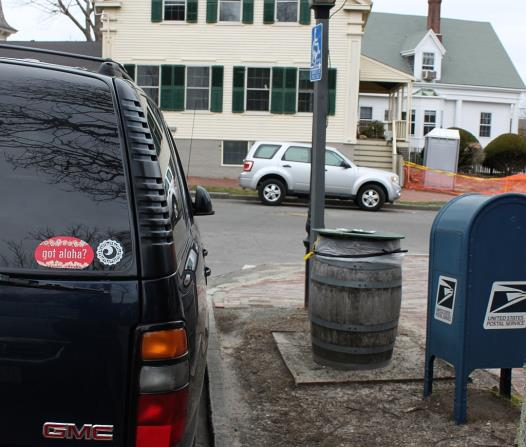 got aloha?
GMC
UNITED STATES
POSTAL SERVICE